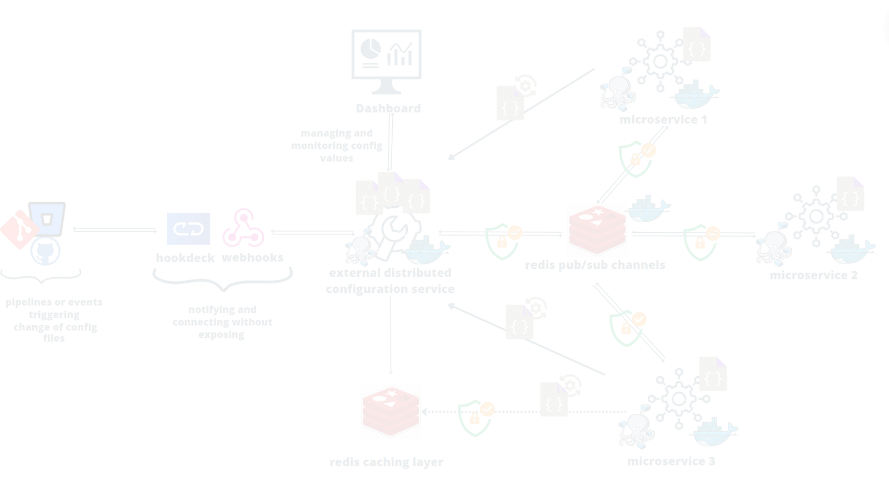 Dashboard
managing and
monitoring config
values
microservice 1
hookdeck
webhooks
external distributed
configuration service
redis pub/sub channels
microservice 2
pipelines or events
triggering
change of config
files
notifying and
connecting without
exposing
redis caching layer
microservice 3